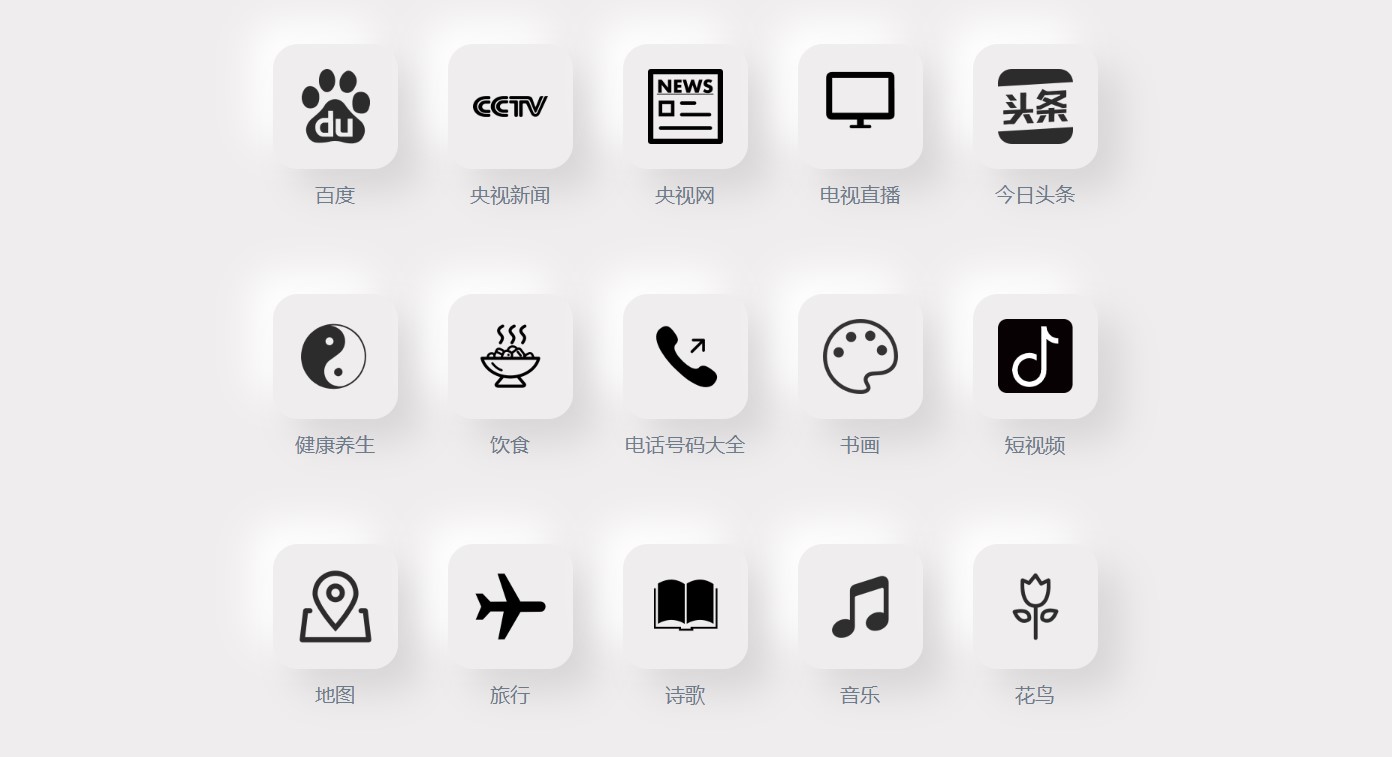 du
CCTV
NEWS
头条
百度
央视新闻
央视网
电视直播
今日头条
健康养生
饮食
电话号码大全
书画
短视频
地图
旅行
诗歌
音乐
花鸟